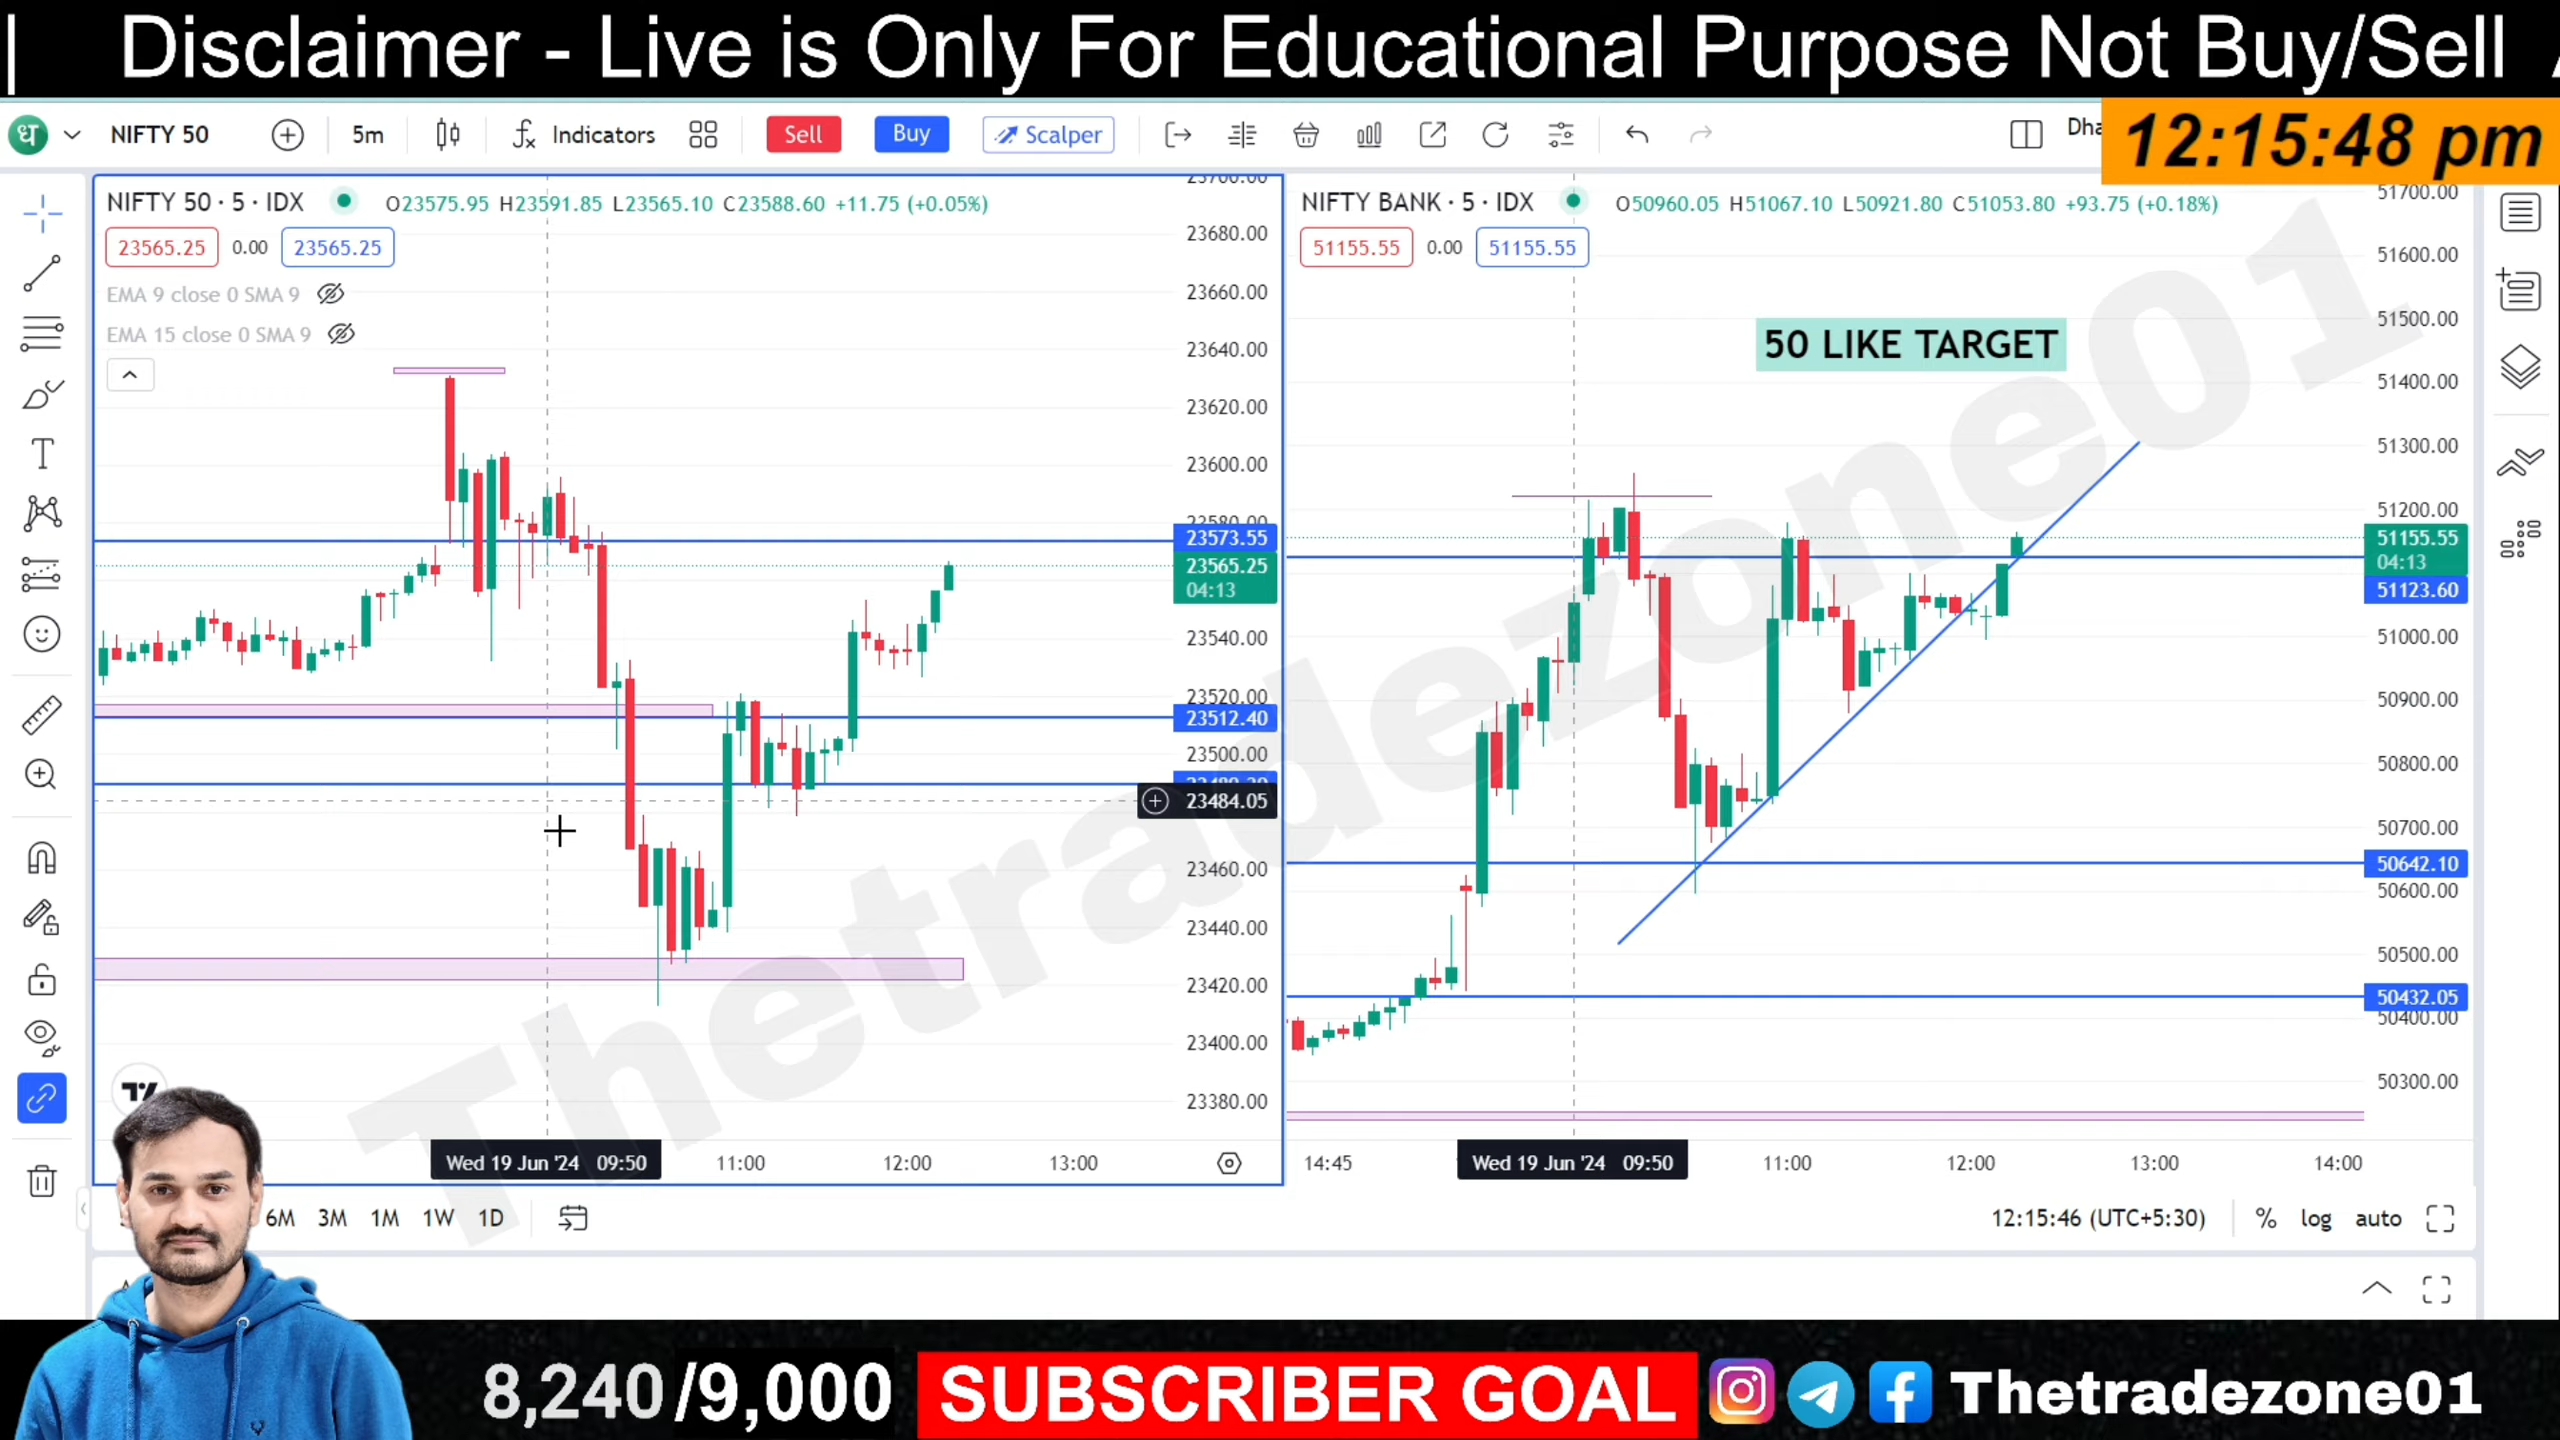 | Disclaimer - Live is Only For Educational Purpose Not Buy/Sell
12:15:48 pm
ध NIFTY 50 5m Indicators Sell Buy Scalper Dha
NIFTY 50 · 5 · IDX O23575.95 H23591.85 L23565.10 C23588.60 +11.75 (+0.05%)
23565.25 0.00 23565.25
EMA 9 close 0 SMA 9
EMA 15 close 0 SMA 9
23700.00
23680.00
23660.00
23640.00
23620.00
23600.00
23580.00
23573.55
23565.25
04:13
23540.00
23520.00
23512.40
23500.00
23484.05
23460.00
23440.00
23420.00
23400.00
23380.00
Wed 19 Jun '24 09:50 11:00 12:00 13:00
NIFTY BANK · 5 · IDX O50960.05 H51067.10 L50921.80 C51053.80 +93.75 (+0.18%)
51155.55 0.00 51155.55
50 LIKE TARGET
51700.00
51600.00
51500.00
51400.00
51300.00
51200.00
51155.55
04:13
51123.60
51000.00
50900.00
50800.00
50700.00
50642.10
50600.00
50500.00
50432.05
50400.00
50300.00
14:45 Wed 19 Jun '24 09:50 11:00 12:00 13:00 14:00
Thetradezone01
6M 3M 1M 1W 1D
12:15:46 (UTC+5:30) % log auto
8,240/9,000 SUBSCRIBER GOAL Thetradezone01